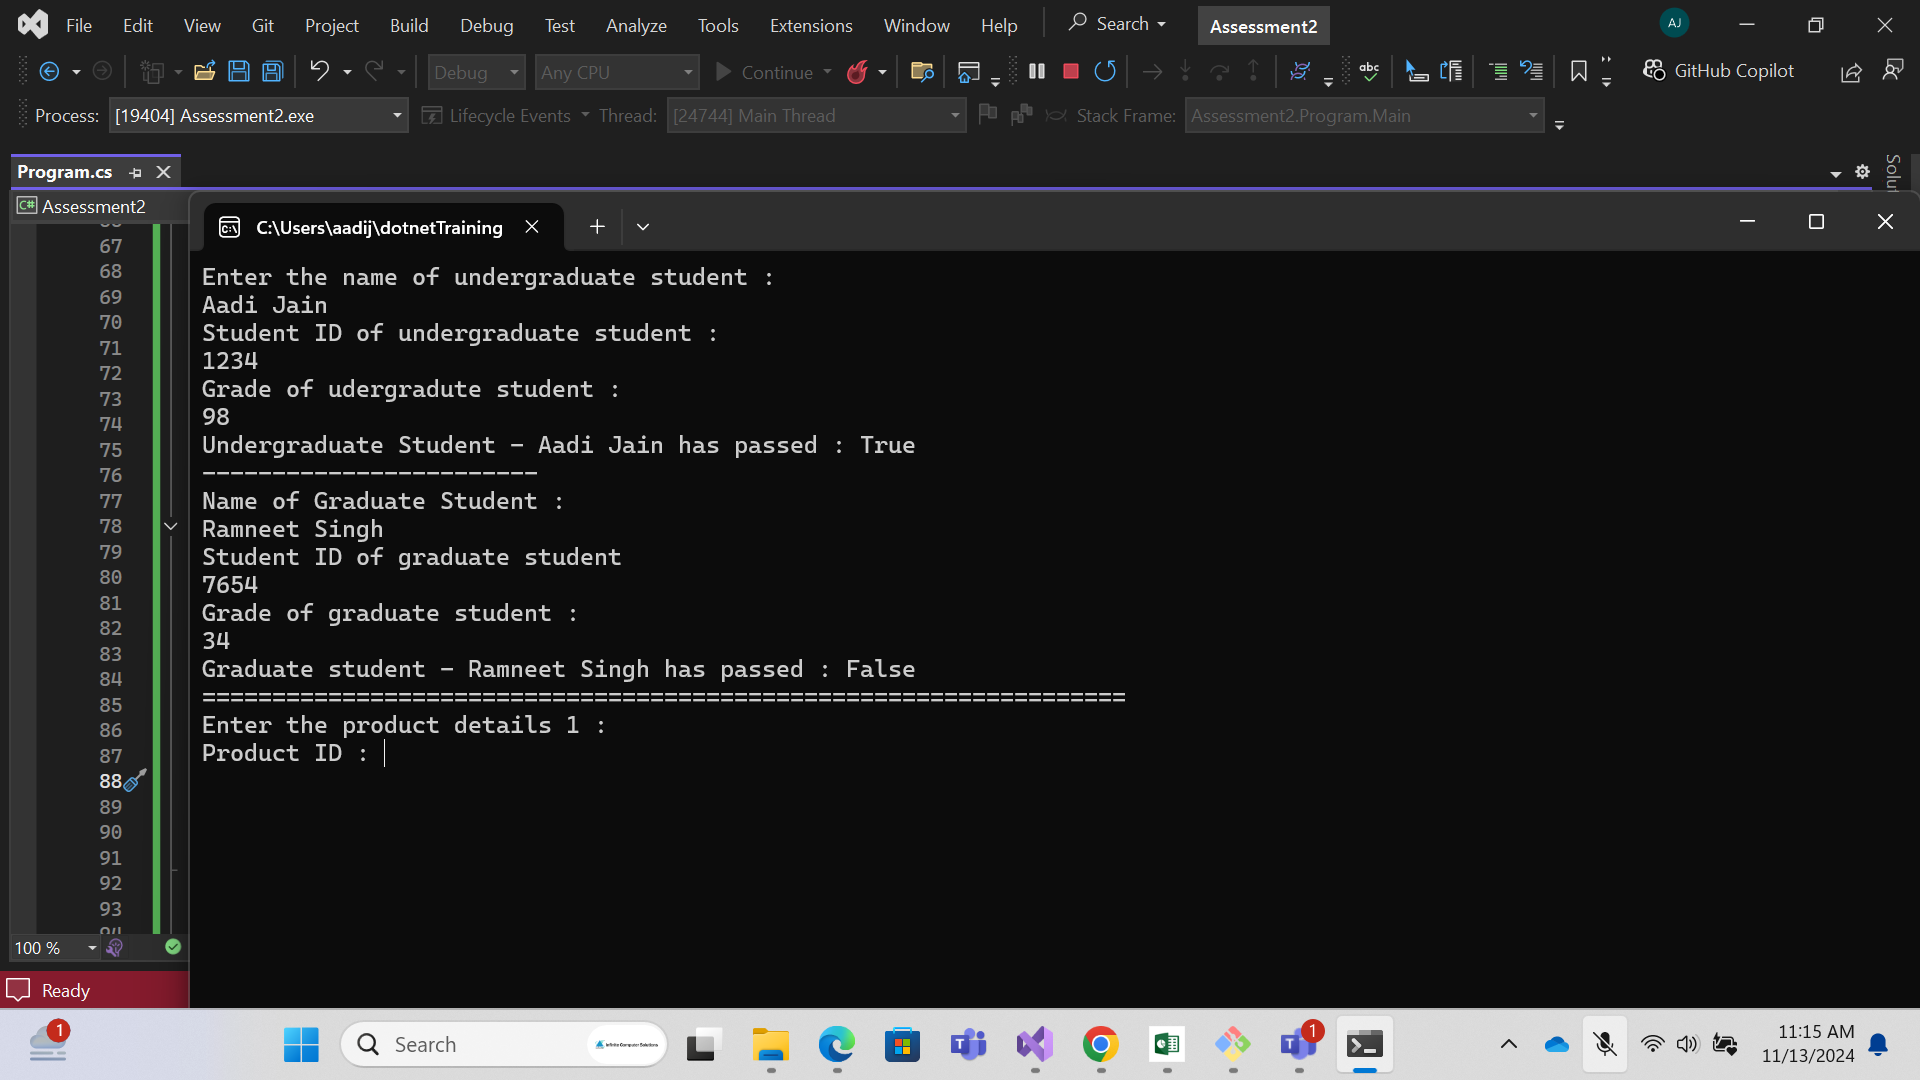 File Edit View Git Project Build Debug Test Analyze Tools Extensions Window Help Search Assessment2 AJ
Debug Any CPU Continue abc GitHub Copilot
Process: [19404] Assessment2.exe Lifecycle Events Thread: [24744] Main Thread Stack Frame: Assessment2.Program.Main
Program.cs
C# Assessment2
C:\Users\aadij\dotnetTraining
67
68
69
70
71
72
73
74
75
76
77
78
79
80
81
82
83
84
85
86
87
88
89
90
91
92
93
Enter the name of undergraduate student :
Aadi Jain
Student ID of undergraduate student :
1234
Grade of udergradute student :
98
Undergraduate Student - Aadi Jain has passed : True
------------------------
Name of Graduate Student :
Ramneet Singh
Student ID of graduate student
7654
Grade of graduate student :
34
Graduate student - Ramneet Singh has passed : False
==================================================================
Enter the product details 1 :
Product ID :
100 %
Ready
1 Search Infinite Computer Solutions 1 11:15 AM
11/13/2024